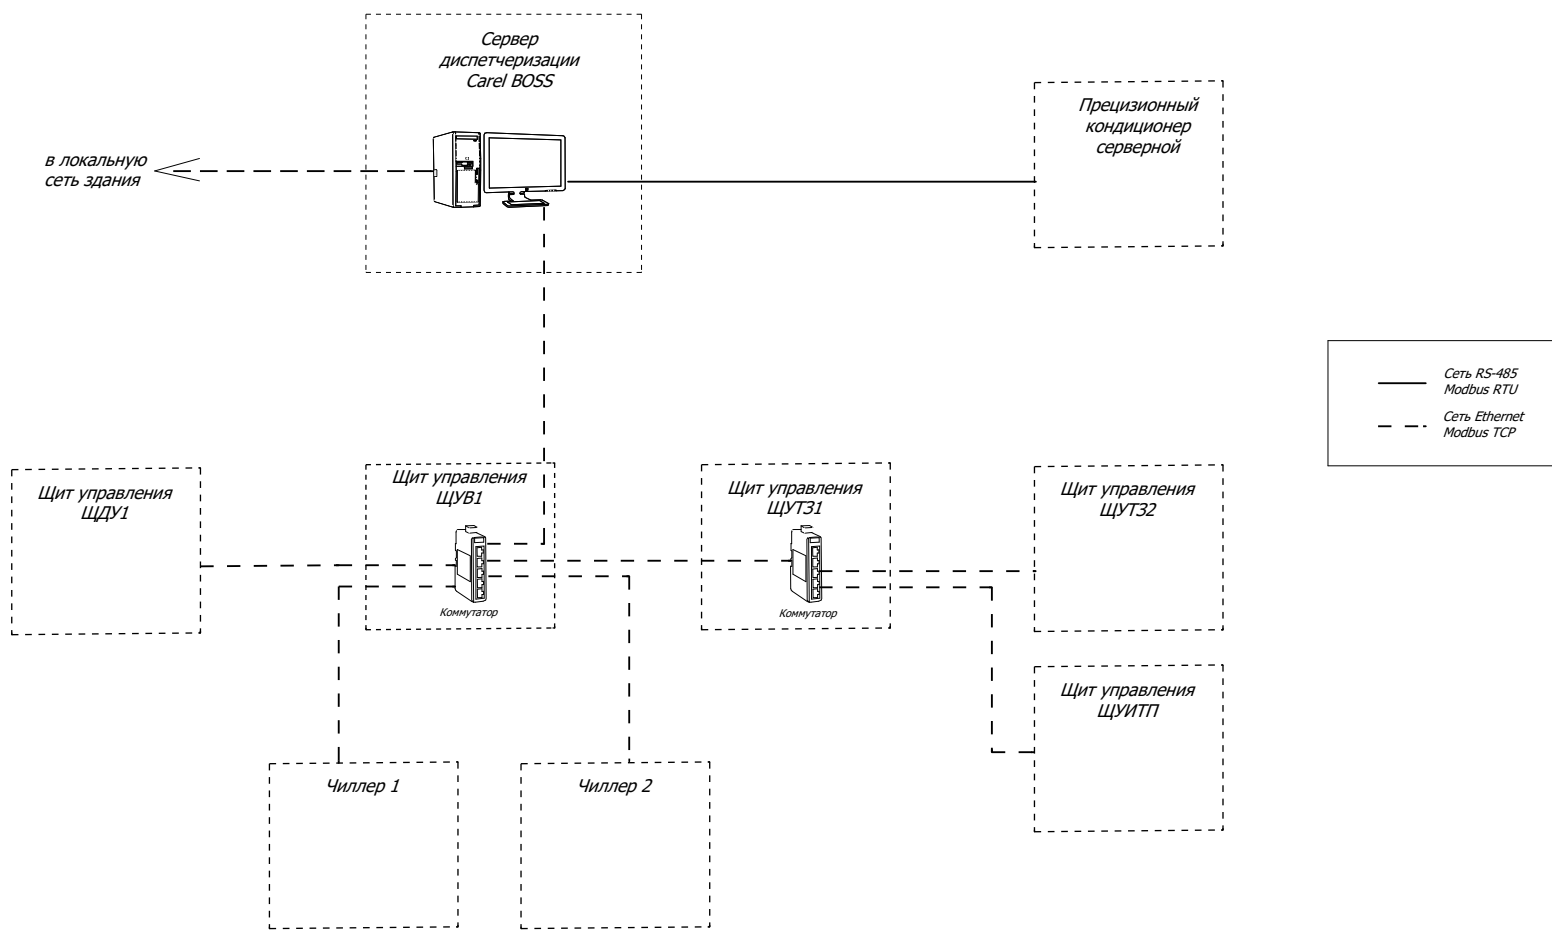 Сервер
диспетчеризации
Carel BOSS
Прецизионный
кондиционер
серверной
в локальную
сеть здания
Сеть RS-485
Modbus RTU
Сеть Ethernet
Modbus TCP
Щит управления
ЩДУ1
Щит управления
ЩУВ1
Коммутатор
Щит управления
ЩУТЗ1
Коммутатор
Щит управления
ЩУТЗ2
Щит управления
ЩУИТП
Чиллер 1
Чиллер 2